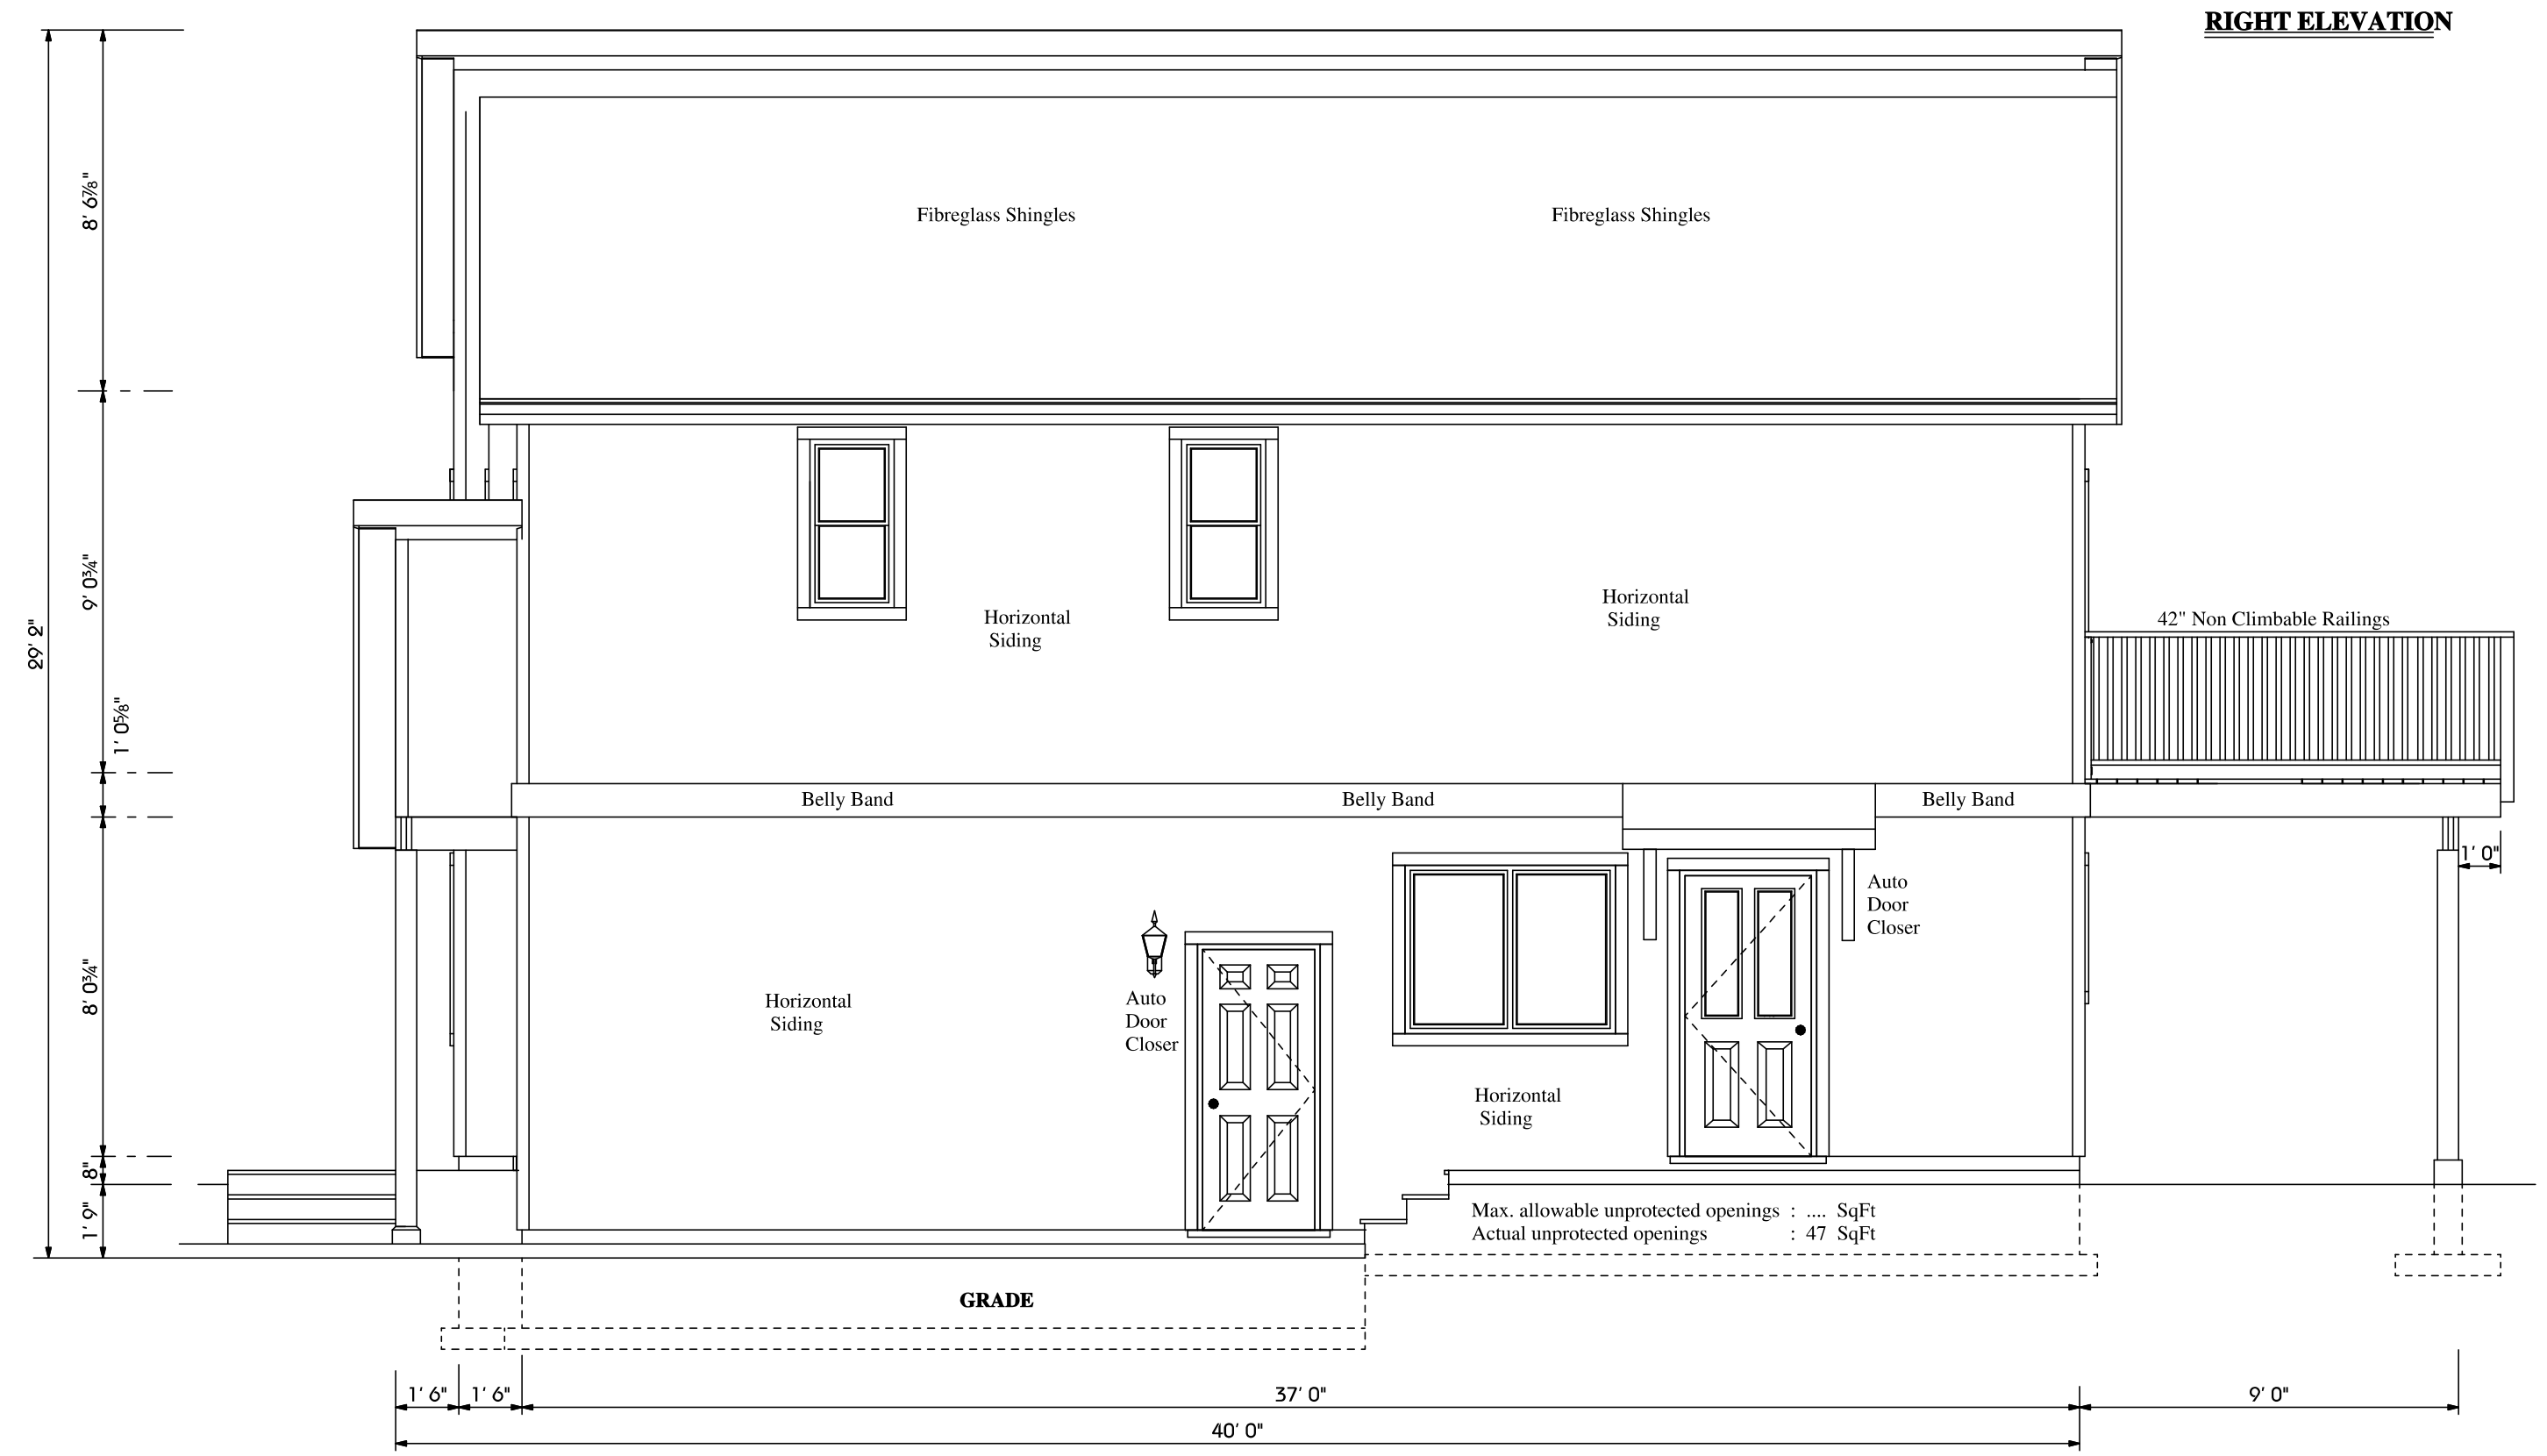 RIGHT ELEVATION
8' 6⅞"
Fibreglass Shingles
Fibreglass Shingles
9' 0¾"
29' 2"
Horizontal
Siding
Horizontal
Siding
42" Non Climbable Railings
1' 0⅝"
Belly Band
Belly Band
Belly Band
1' 0"
Auto
Door
Closer
8' 0¾"
Horizontal
Siding
Auto
Door
Closer
Horizontal
Siding
8"
1' 9"
Max. allowable unprotected openings : .... SqFt
Actual unprotected openings : 47 SqFt
GRADE
1' 6"
1' 6"
37' 0"
9' 0"
40' 0"